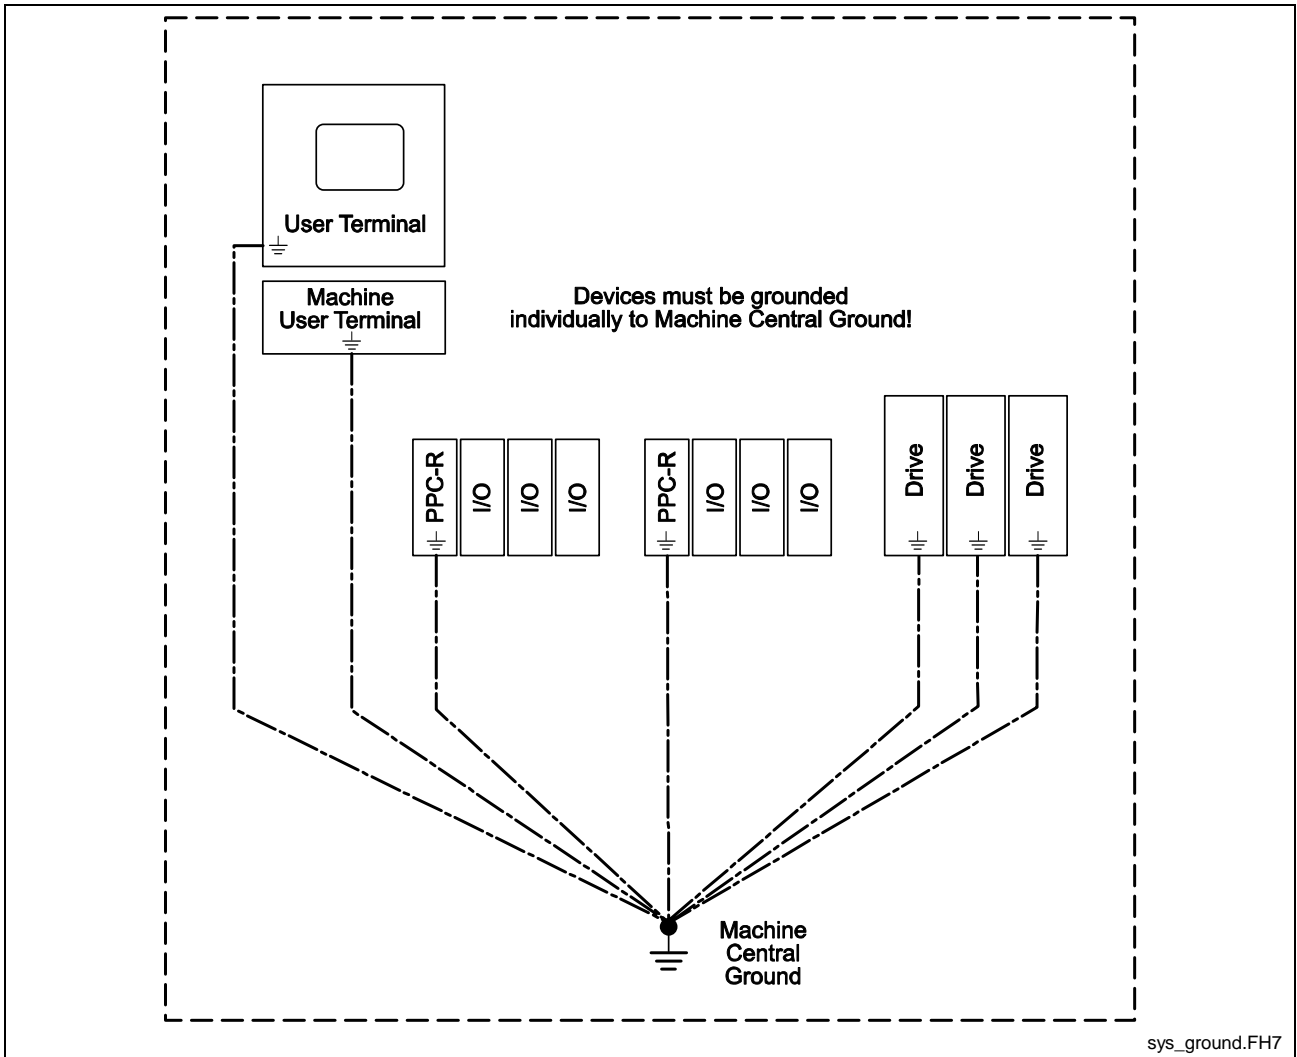 User Terminal
Machine
User Terminal
Devices must be grounded
individually to Machine Central Ground!
PPC-R
I/O
I/O
I/O
PPC-R
I/O
I/O
I/O
Drive
Drive
Drive
Machine
Central
Ground
sys_ground.FH7